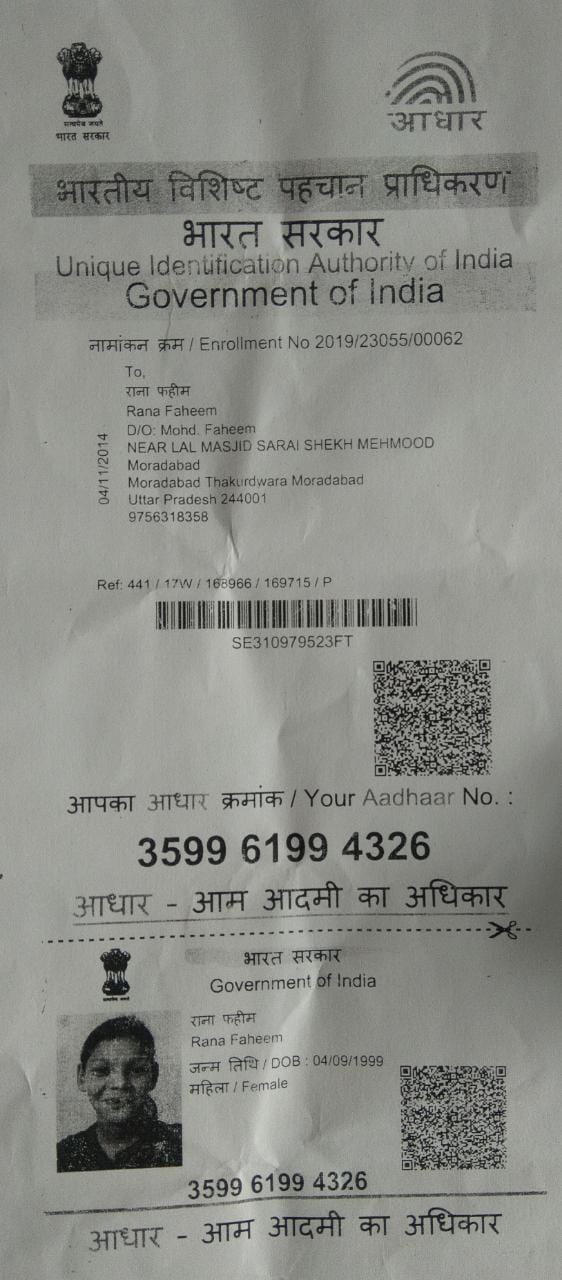 सत्यमेव जयते
भारत सरकार
आधार
भारतीय विशिष्ट पहचान प्राधिकरण
भारत सरकार
Unique Identification Authority of India
Government of India
नामांकन क्रम / Enrollment No 2019/23055/00062
To,
राना फहीम
Rana Faheem
D/O: Mohd. Faheem
NEAR LAL MASJID SARAI SHEKH MEHMOOD
Moradabad
Moradabad Thakurdwara Moradabad
Uttar Pradesh 244001
9756318358
04/11/2014
Ref: 441 / 17W / 168966 / 169715 / P
SE310979523FT
आपका आधार क्रमांक / Your Aadhaar No. :
3599 6199 4326
आधार - आम आदमी का अधिकार
भारत सरकार
Government of India
राना फहीम
Rana Faheem
जन्म तिथि / DOB : 04/09/1999
महिला / Female
3599 6199 4326
आधार - आम आदमी का अधिकार